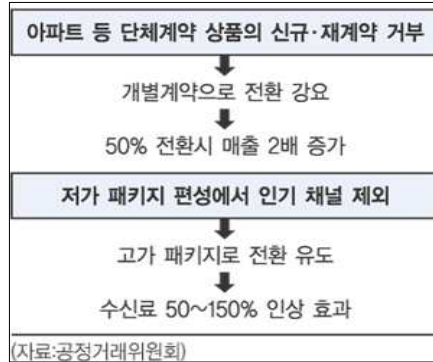 아파트 등 단체계약 상품의 신규·재계약 거부
개별계약으로 전환 강요
50% 전환시 매출 2배 증가
저가 패키지 편성에서 인기 채널 제외
고가 패키지로 전환 유도
수신료 50~150% 인상 효과
(자료:공정거래위원회)